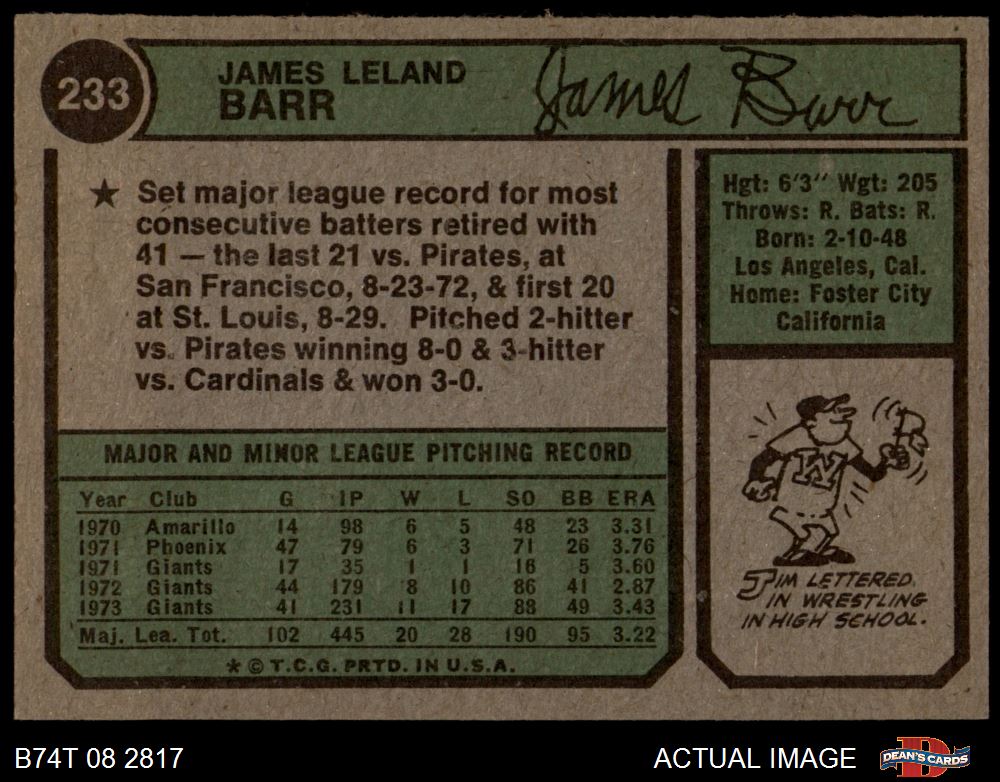 233
JAMES LELAND
BARR
James Barr
★ Set major league record for most
consecutive batters retired with
41 — the last 21 vs. Pirates, at
San Francisco, 8-23-72, & first 20
at St. Louis, 8-29. Pitched 2-hitter
vs. Pirates winning 8-0 & 3-hitter
vs. Cardinals & won 3-0.
Hgt: 6'3" Wgt: 205
Throws: R. Bats: R.
Born: 2-10-48
Los Angeles, Cal.
Home: Foster City
California
MAJOR AND MINOR LEAGUE PITCHING RECORD
Year Club G IP W L SO BB ERA
1970 Amarillo 14 98 6 5 48 23 3.31
1971 Phoenix 47 79 6 3 71 26 3.76
1971 Giants 17 35 1 1 16 5 3.60
1972 Giants 44 179 8 10 86 41 2.87
1973 Giants 41 231 11 17 88 49 3.43
Maj. Lea. Tot. 102 445 20 28 190 95 3.22
★ © T.C.G. PRTD. IN U.S.A.
W
JIM LETTERED
IN WRESTLING
IN HIGH SCHOOL.
B74T 08 2817
ACTUAL IMAGE
D
DEAN'S CARDS